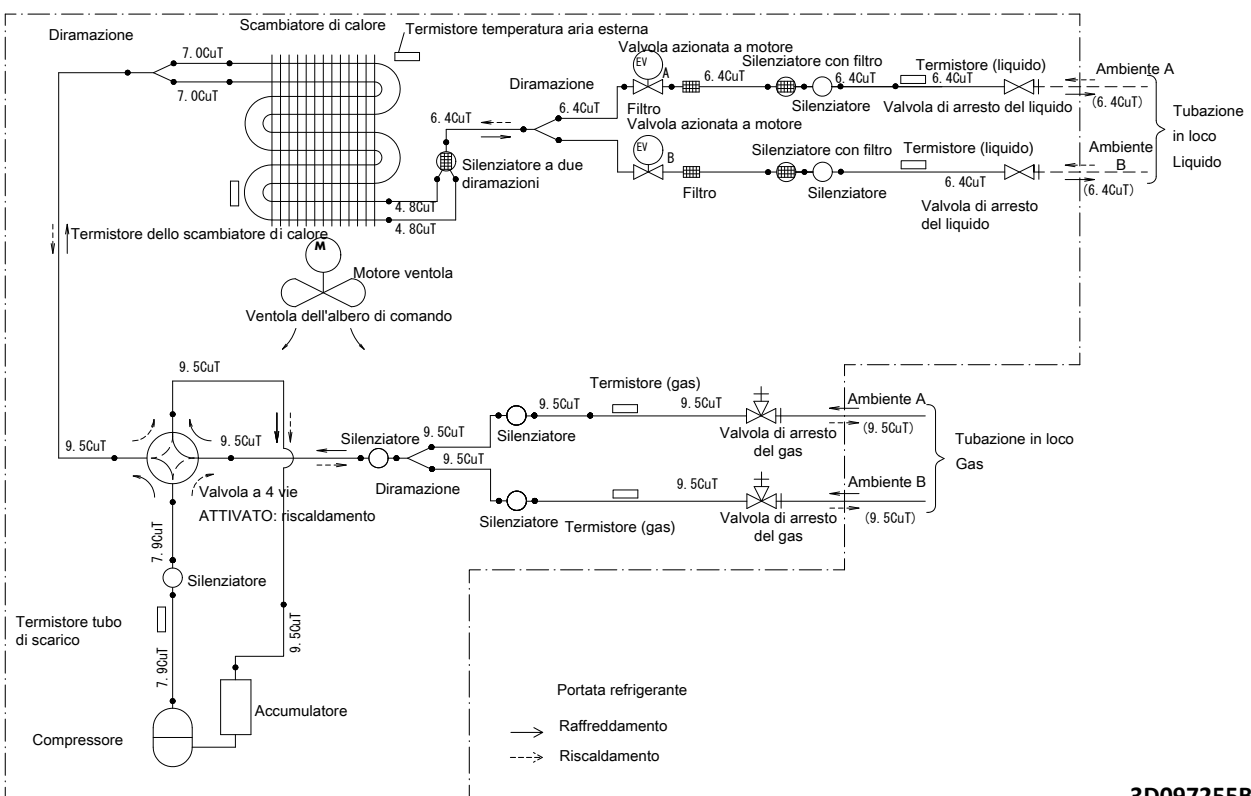 Diramazione
Scambiatore di calore
Termistore temperatura aria esterna
7.0CuT
7.0CuT
Valvola azionata a motore
EV
A
Filtro
6.4CuT
Silenziatore con filtro
6.4CuT
Silenziatore
Termistore (liquido)
6.4CuT
Valvola di arresto del liquido
Ambiente A
(6.4CuT)
Diramazione
6.4CuT
6.4CuT
Valvola azionata a motore
EV
B
6.4CuT
Filtro
Silenziatore con filtro
Silenziatore
Termistore (liquido)
6.4CuT
Valvola di arresto
del liquido
Ambiente
B
(6.4CuT)
Tubazione
in loco
Liquido
Silenziatore a due
diramazioni
4.8CuT
4.8CuT
Termistore dello scambiatore di calore
M
Motore ventola
Ventola dell'albero di comando
9.5CuT
9.5CuT
9.5CuT
Silenziatore
9.5CuT
9.5CuT
Diramazione
Silenziatore
9.5CuT
Termistore (gas)
9.5CuT
Valvola di arresto
del gas
Ambiente A
(9.5CuT)
Silenziatore
Termistore (gas)
9.5CuT
Valvola di arresto
del gas
Ambiente B
(9.5CuT)
Tubazione in loco
Gas
Valvola a 4 vie
ATTIVATO: riscaldamento
7.9CuT
Silenziatore
Termistore tubo
di scarico
7.9CuT
9.5CuT
Accumulatore
Compressore
Portata refrigerante
Raffreddamento
Riscaldamento
3D097255B